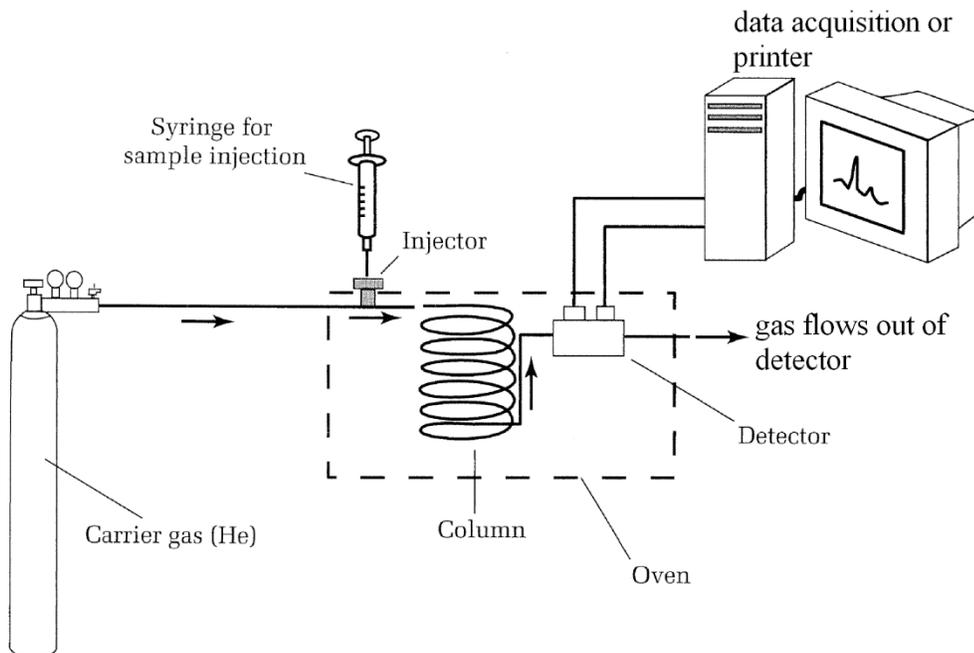 data acquisition or
printer
Syringe for
sample injection
Injector
gas flows out of
detector
Detector
Column
Carrier gas (He)
Oven